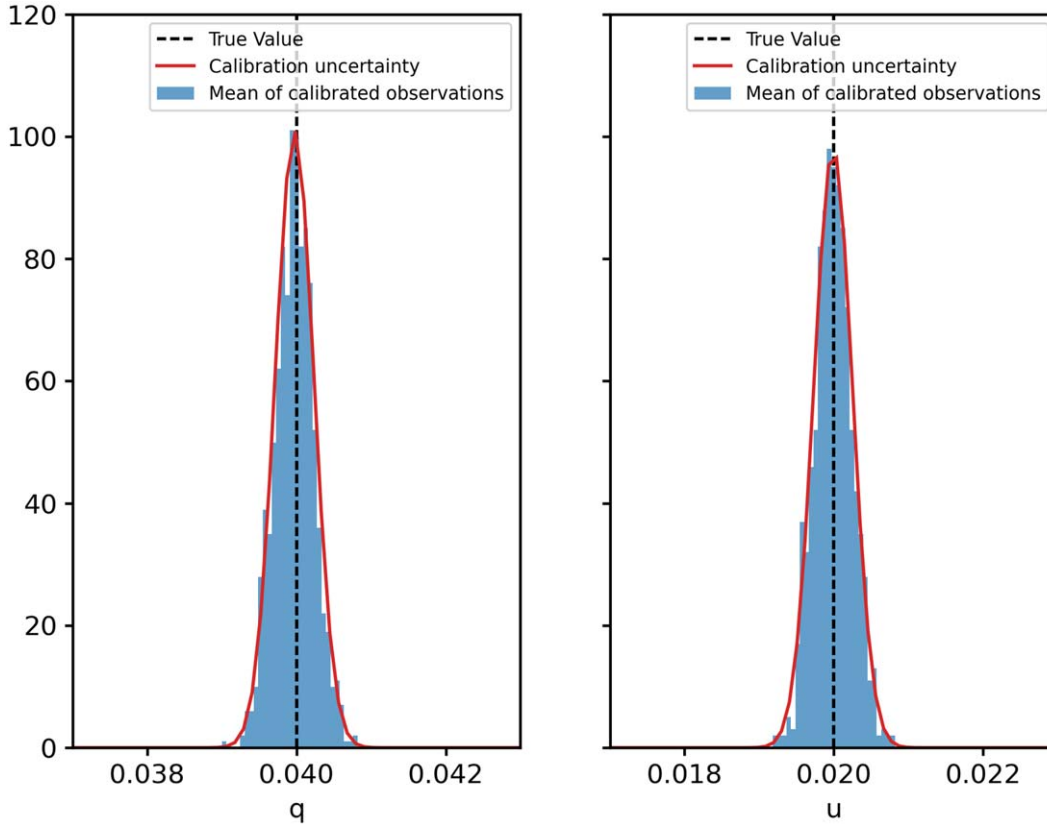 120
100
80
60
40
20
0
True Value
Calibration uncertainty
Mean of calibrated observations
0.038 0.040 0.042
q
True Value
Calibration uncertainty
Mean of calibrated observations
0.018 0.020 0.022
u